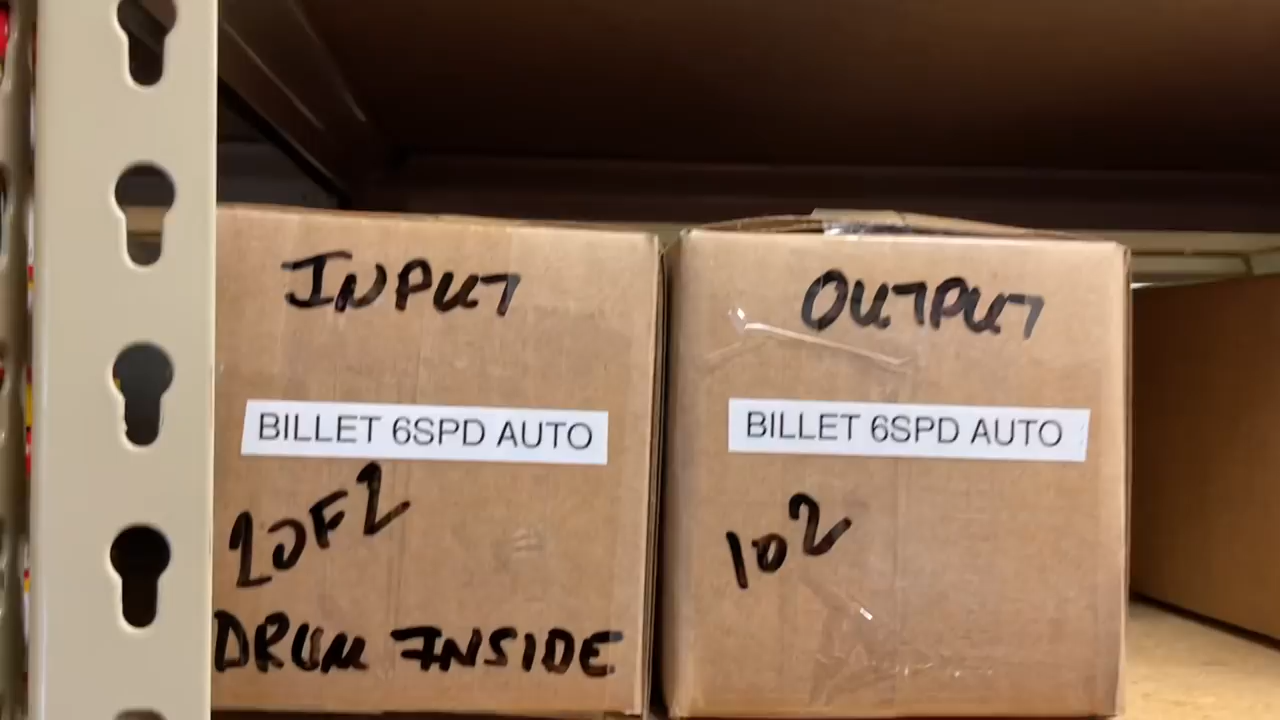 INPUT
BILLET 6SPD AUTO
2OF2
DRUM INSIDE
OUTPUT
BILLET 6SPD AUTO
1o2